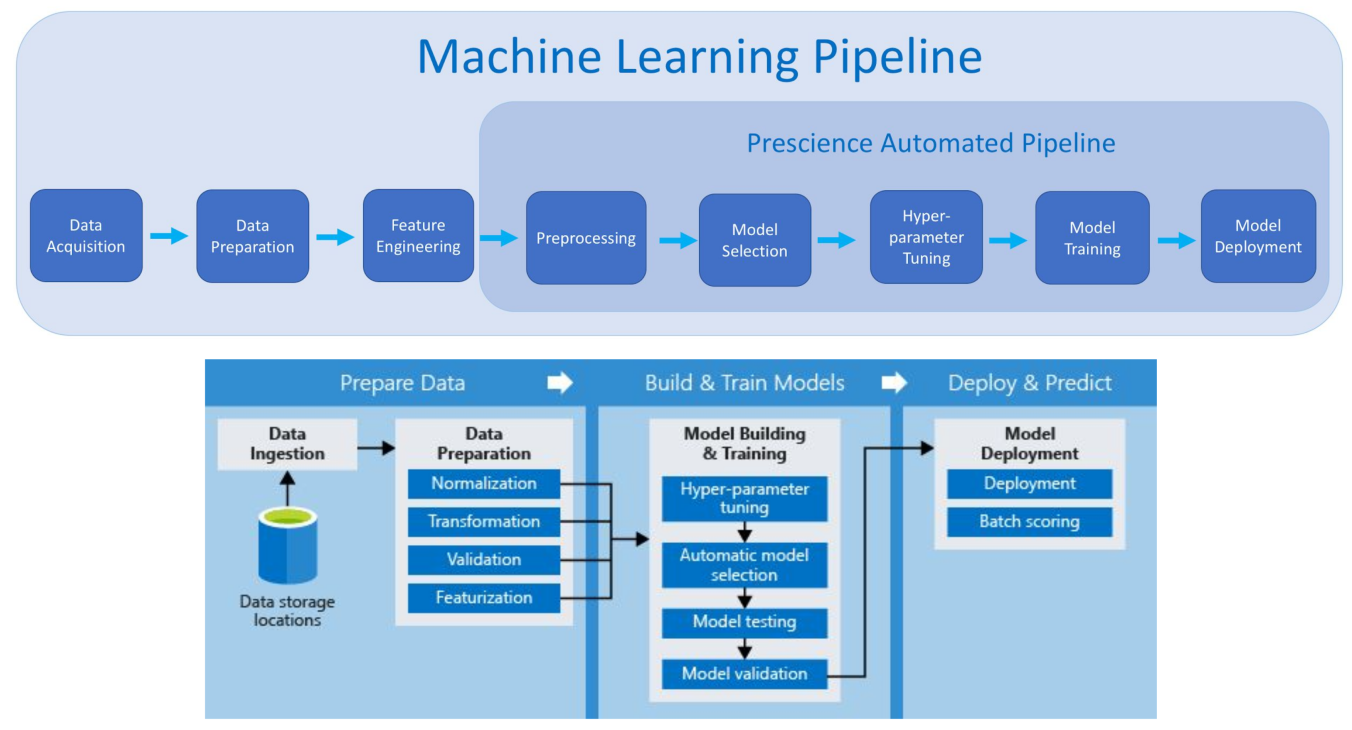 Machine Learning Pipeline
Prescience Automated Pipeline
Data
Acquisition
Data
Preparation
Feature
Engineering
Preprocessing
Model
Selection
Hyper-
parameter
Tuning
Model
Training
Model
Deployment
Prepare Data
Build & Train Models
Deploy & Predict
Data
Ingestion
Data storage
locations
Data
Preparation
Normalization
Transformation
Validation
Featurization
Model Building
& Training
Hyper-parameter
tuning
Automatic model
selection
Model testing
Model validation
Model
Deployment
Deployment
Batch scoring